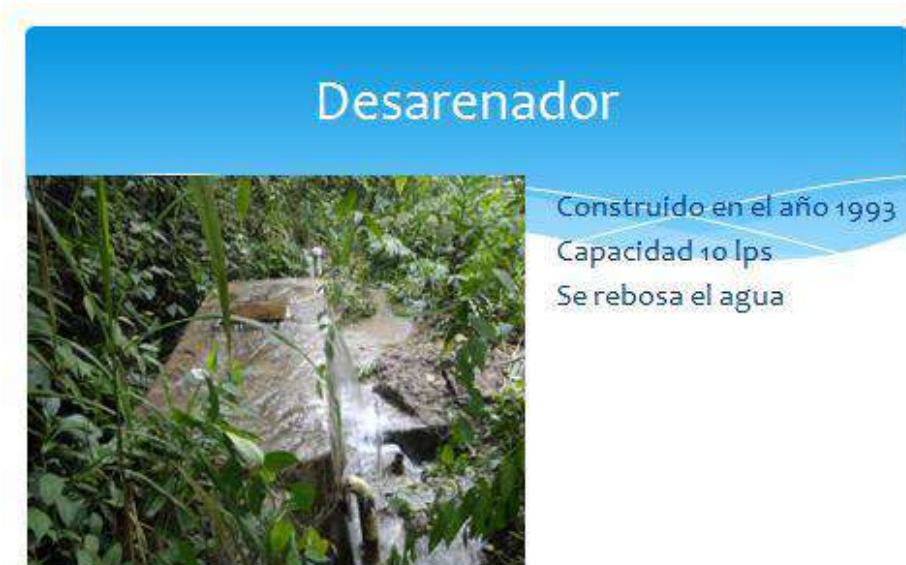 Desarenador
Construido en el año 1993
Capacidad 10 lps
Se rebosa el agua